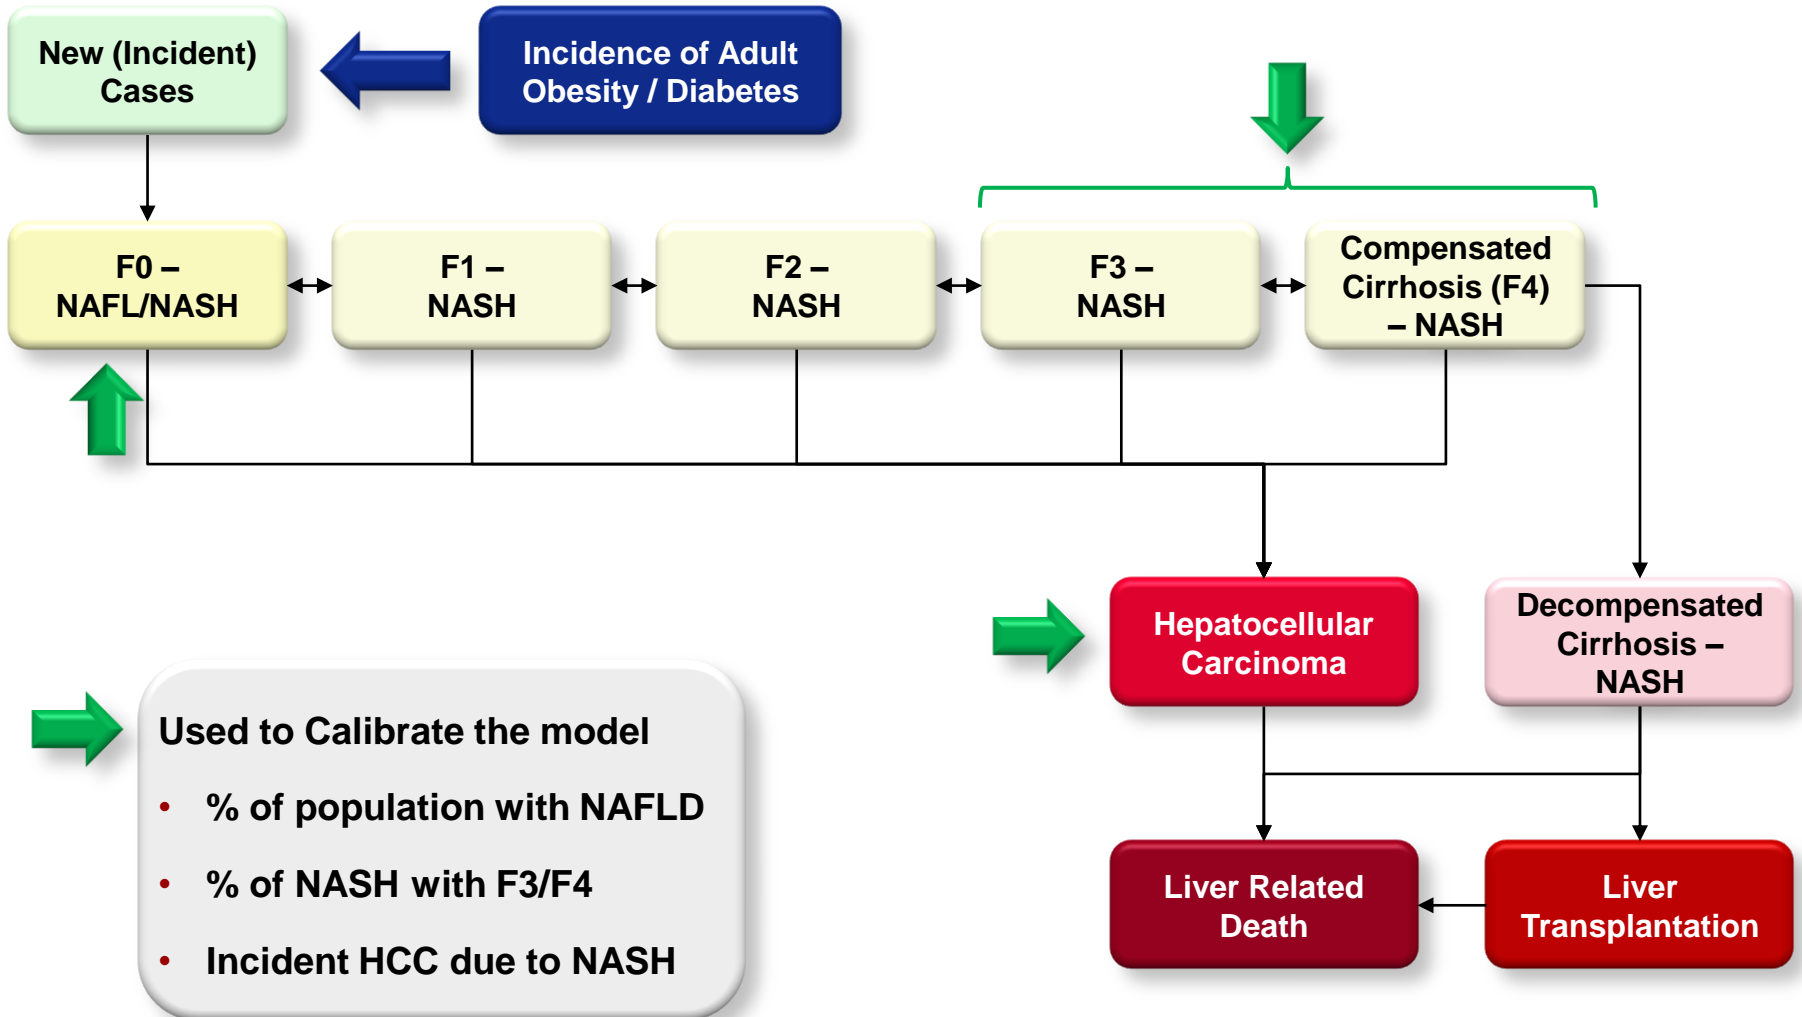 New (Incident)
Cases
Incidence of Adult
Obesity / Diabetes
F0 –
NAFL/NASH
F1 –
NASH
F2 –
NASH
F3 –
NASH
Compensated
Cirrhosis (F4)
– NASH
Hepatocellular
Carcinoma
Decompensated
Cirrhosis –
NASH
Used to Calibrate the model
• % of population with NAFLD
• % of NASH with F3/F4
• Incident HCC due to NASH
Liver Related
Death
Liver
Transplantation